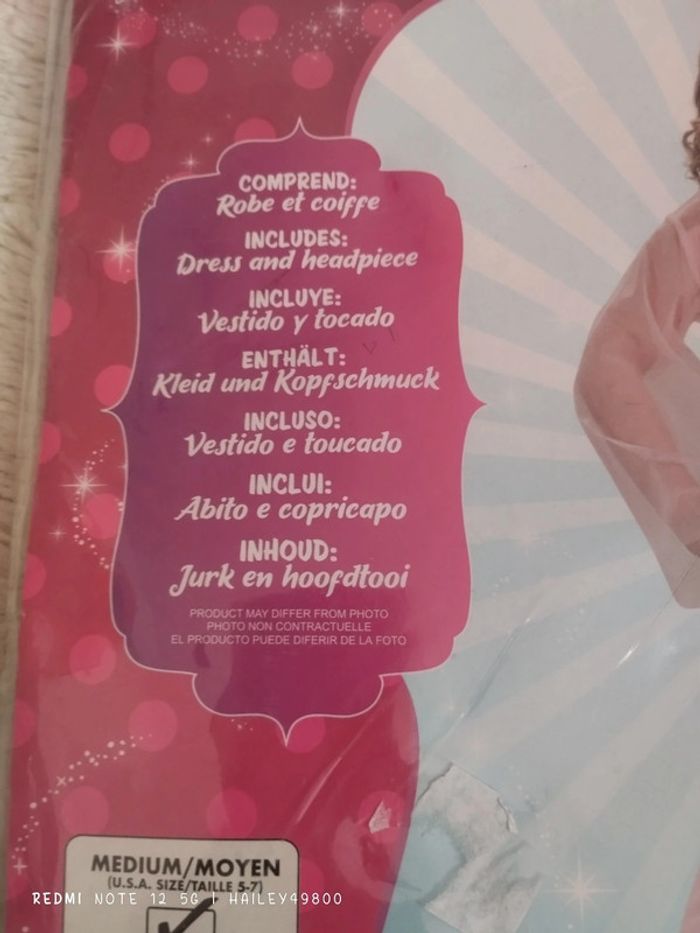 COMPREND:
Robe et coiffe
INCLUDES:
Dress and headpiece
INCLUYE:
Vestido y tocado
ENTHÄLT:
Kleid und Kopfschmuck
INCLUSO:
Vestido e toucado
INCLUI:
Abito e copricapo
INHOUD:
Jurk en hoofdtooi
PRODUCT MAY DIFFER FROM PHOTO
PHOTO NON CONTRACTUELLE
EL PRODUCTO PUEDE DIFERIR DE LA FOTO
MEDIUM/MOYEN
(U.S.A. SIZE/TAILLE 5-7)
REDMI NOTE 12 5G | HAILEY49800